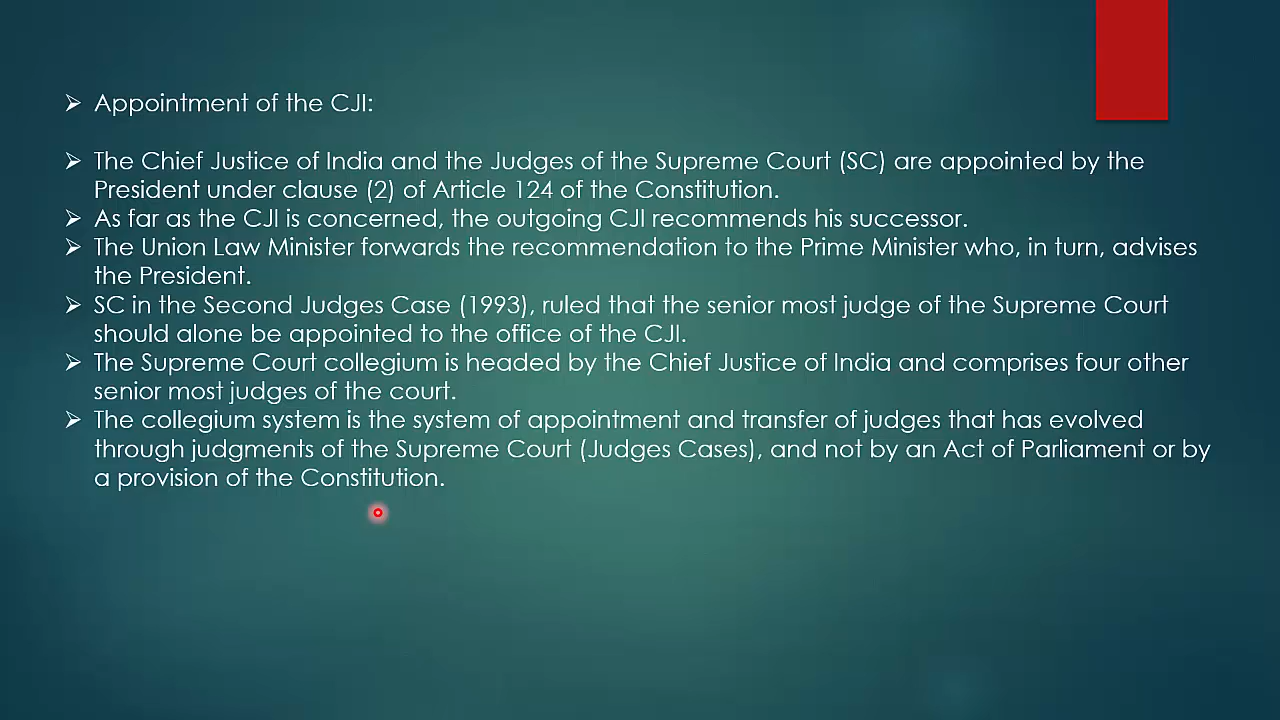 ➢ Appointment of the CJI:
➢ The Chief Justice of India and the Judges of the Supreme Court (SC) are appointed by the
President under clause (2) of Article 124 of the Constitution.
➢ As far as the CJI is concerned, the outgoing CJI recommends his successor.
➢ The Union Law Minister forwards the recommendation to the Prime Minister who, in turn, advises
the President.
➢ SC in the Second Judges Case (1993), ruled that the senior most judge of the Supreme Court
should alone be appointed to the office of the CJI.
➢ The Supreme Court collegium is headed by the Chief Justice of India and comprises four other
senior most judges of the court.
➢ The collegium system is the system of appointment and transfer of judges that has evolved
through judgments of the Supreme Court (Judges Cases), and not by an Act of Parliament or by
a provision of the Constitution.